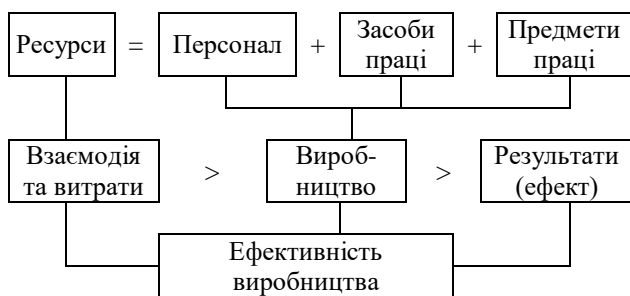 Ресурси = Персонал + Засоби праці + Предмети праці
Взаємодія та витрати > Вироб-ництво > Результати (ефект)
Ефективність
виробництва